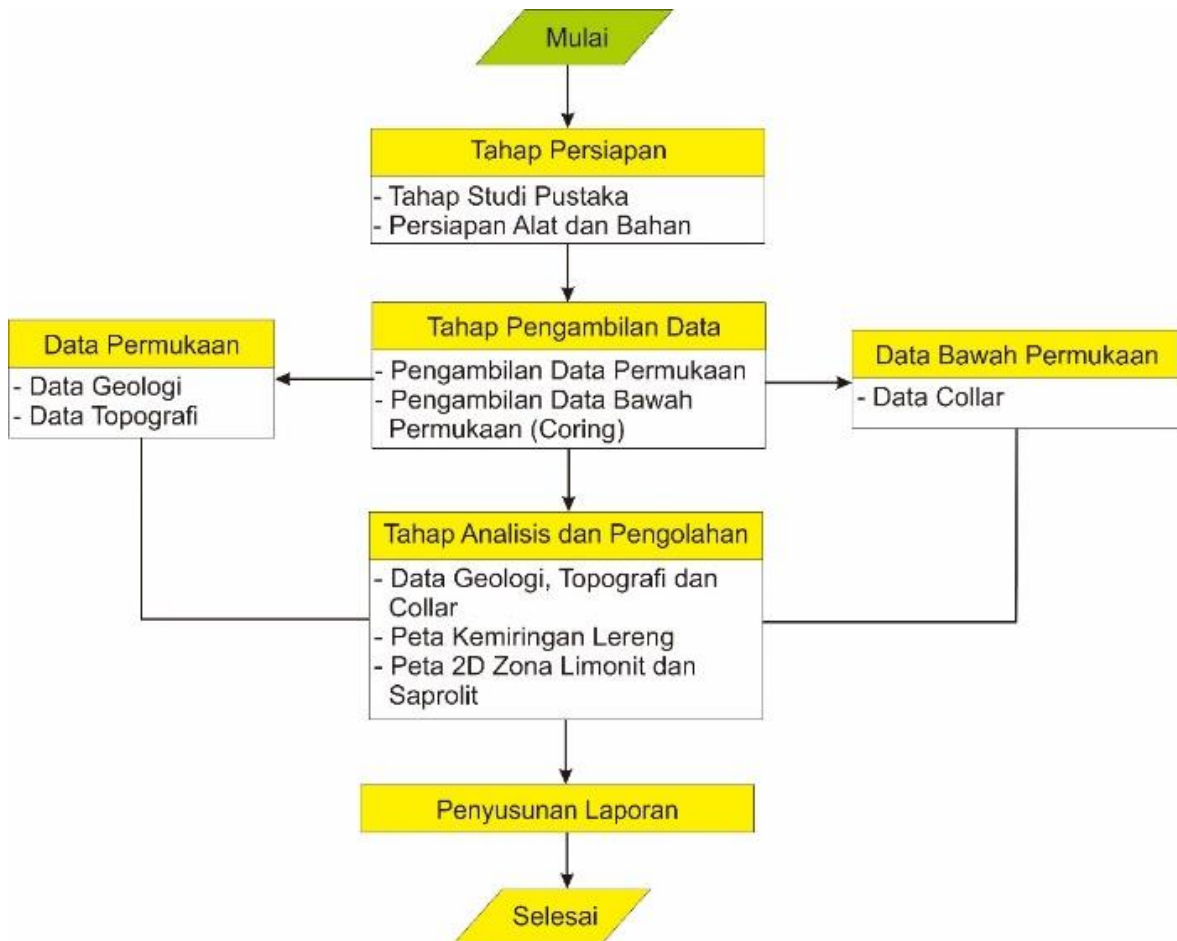 Mulai
Tahap Persiapan
- Tahap Studi Pustaka
- Persiapan Alat dan Bahan
Tahap Pengambilan Data
- Pengambilan Data Permukaan
- Pengambilan Data Bawah
Permukaan (Coring)
Data Permukaan
- Data Geologi
- Data Topografi
Data Bawah Permukaan
- Data Collar
Tahap Analisis dan Pengolahan
- Data Geologi, Topografi dan
Collar
- Peta Kemiringan Lereng
- Peta 2D Zona Limonit dan
Saprolit
Penyusunan Laporan
Selesai